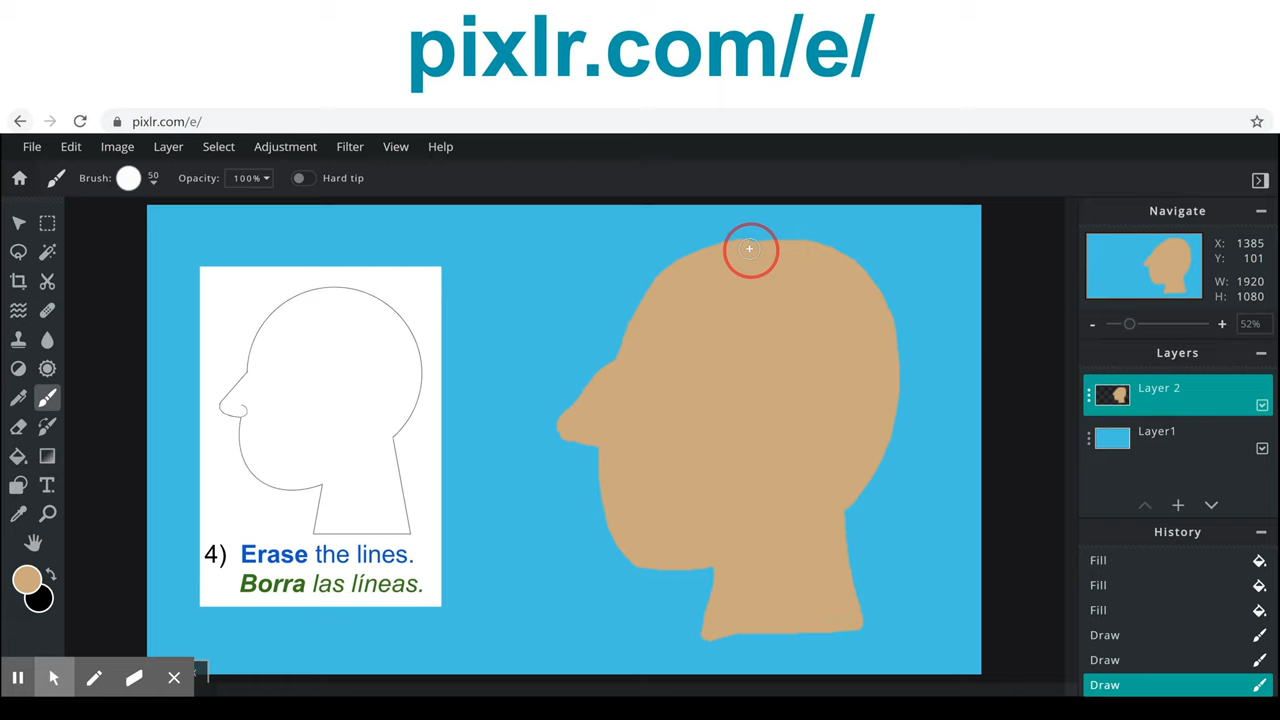 pixlr.com/e/
pixlr.com/e/
File Edit Image Layer Select Adjustment Filter View Help
Brush: 50 Opacity: 100% Hard tip
Navigate
X: 1385
Y: 101
W: 1920
H: 1080
- + 52%
Layers
Layer 2
Layer1
History
Fill
Fill
Fill
Draw
Draw
Draw
4) Erase the lines.
Borra las líneas.